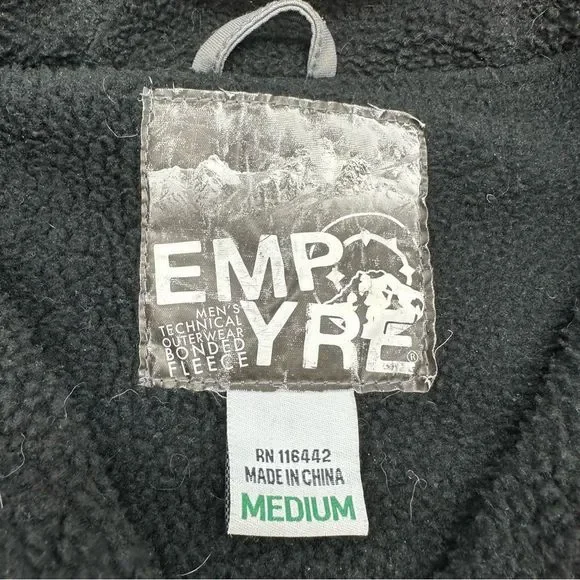 EMP
YRE®
MEN'S
TECHNICAL
OUTERWEAR
BONDED
FLEECE
RN 116442
MADE IN CHINA
MEDIUM